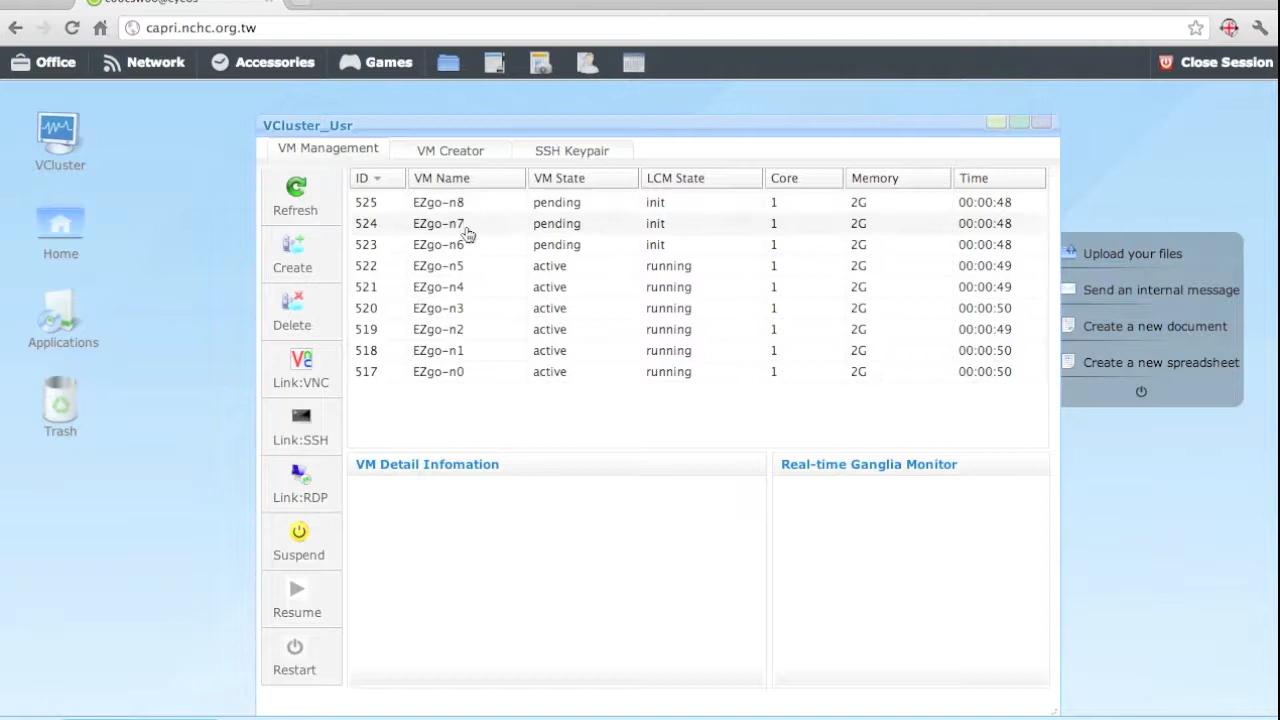 capri.nchc.org.tw
Office Network Accessories Games Close Session
VCluster
Home
Applications
Trash
VCluster_Usr
VM Management VM Creator SSH Keypair
Refresh
Create
Delete
Link:VNC
Link:SSH
Link:RDP
Suspend
Resume
Restart
ID VM Name VM State LCM State Core Memory Time
525 EZgo-n8 pending init 1 2G 00:00:48
524 EZgo-n7 pending init 1 2G 00:00:48
523 EZgo-n6 pending init 1 2G 00:00:48
522 EZgo-n5 active running 1 2G 00:00:49
521 EZgo-n4 active running 1 2G 00:00:49
520 EZgo-n3 active running 1 2G 00:00:50
519 EZgo-n2 active running 1 2G 00:00:49
518 EZgo-n1 active running 1 2G 00:00:50
517 EZgo-n0 active running 1 2G 00:00:50
VM Detail Infomation
Real-time Ganglia Monitor
Upload your files
Send an internal message
Create a new document
Create a new spreadsheet